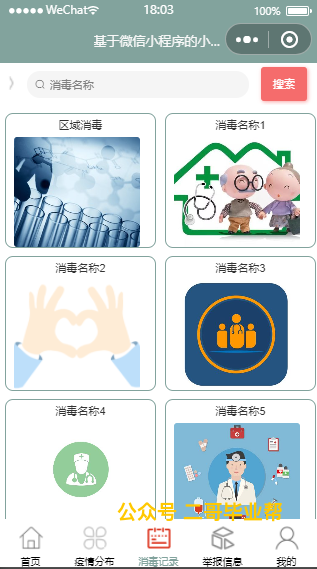 WeChat 18:03 100%
基于微信小程序的小...
消毒名称 搜索
区域消毒 消毒名称1
消毒名称2 消毒名称3
消毒名称4 消毒名称5
公众号 二哥毕业帮
首页 疫情分布 消毒记录 举报信息 我的